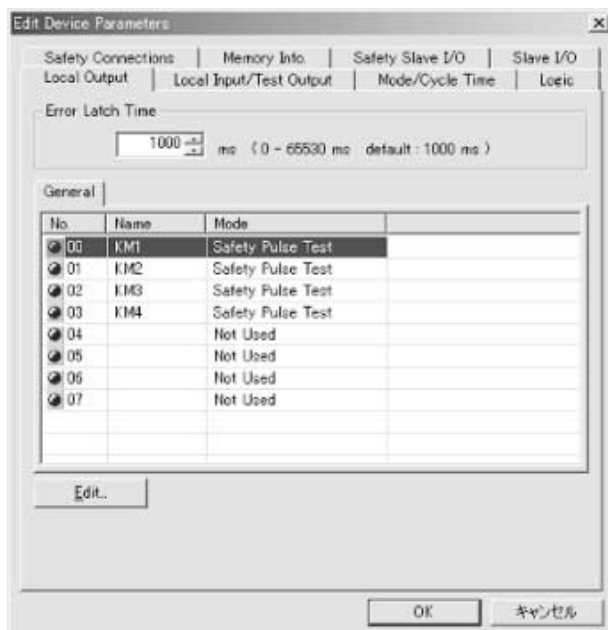 Edit Device Parameters
Safety Connections Memory Info. Safety Slave I/O Slave I/O
Local Output Local Input/Test Output Mode/Cycle Time Logic
Error Latch Time
1000 ms ( 0 - 65530 ms default : 1000 ms )
General
No. Name Mode
00 KM1 Safety Pulse Test
01 KM2 Safety Pulse Test
02 KM3 Safety Pulse Test
03 KM4 Safety Pulse Test
04 Not Used
05 Not Used
06 Not Used
07 Not Used
Edit..
OK キャンセル